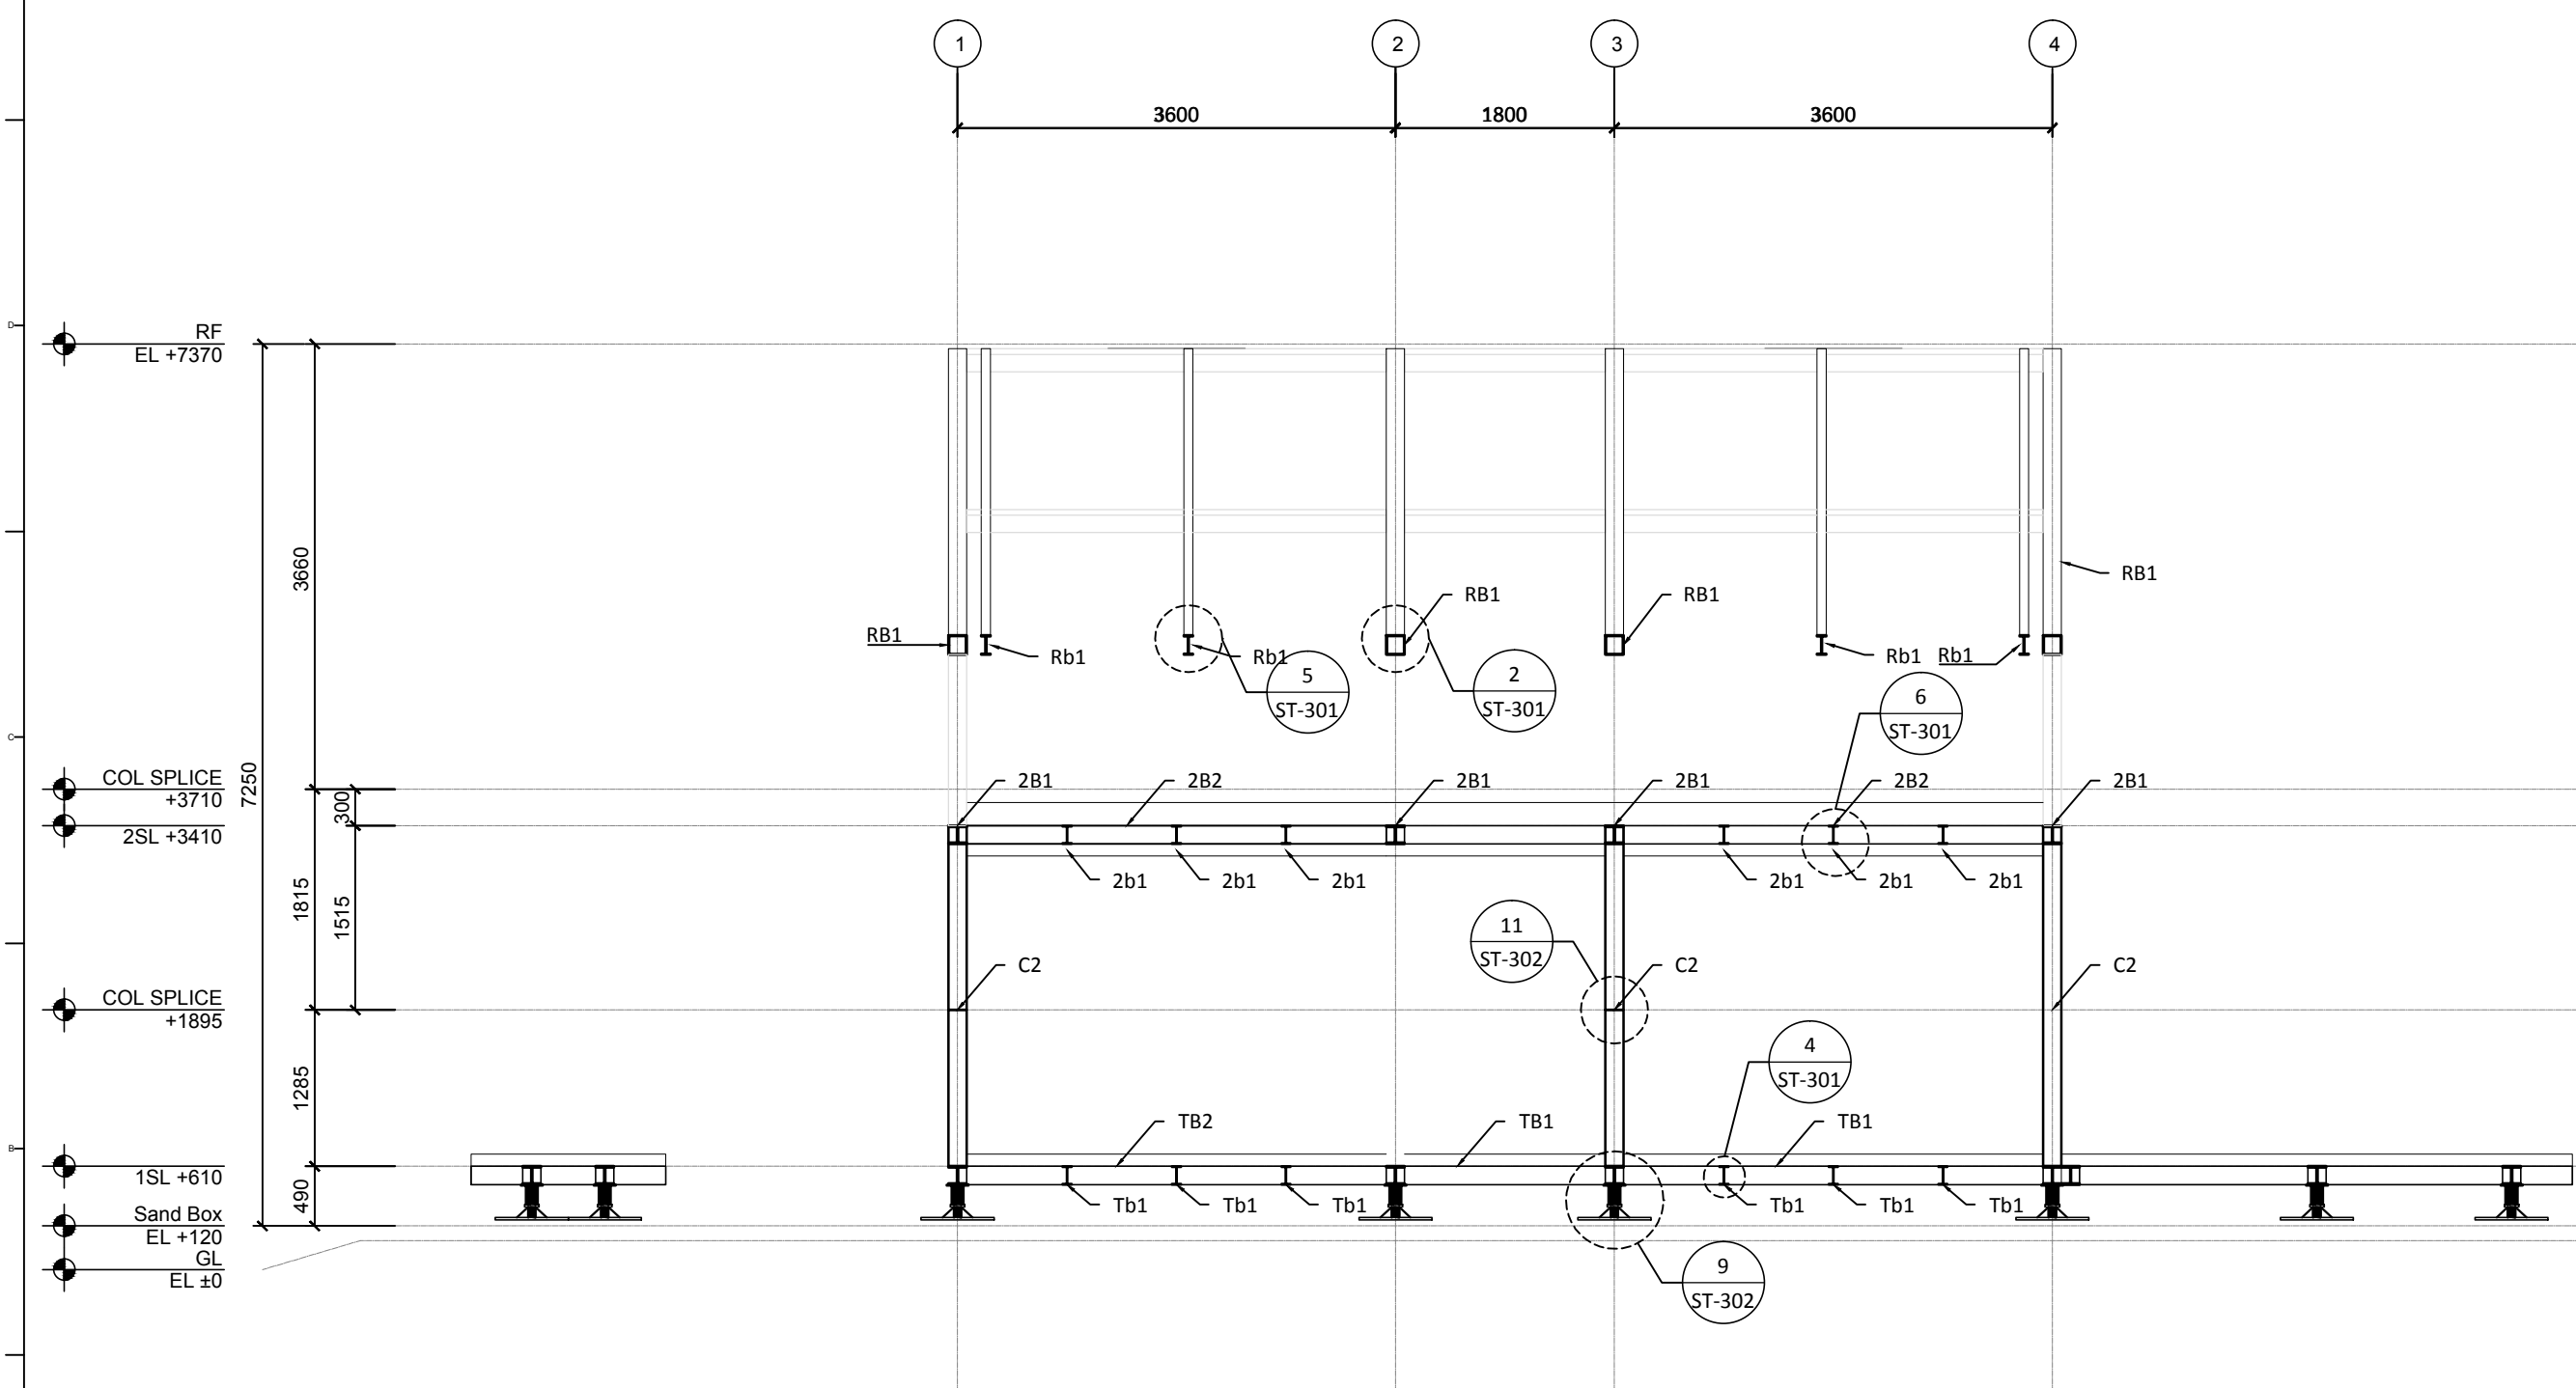 1
2
3
4
3600
1800
3600
D
RF
EL +7370
3660
RB1
RB1
RB1
RB1
Rb1
Rb1
Rb1
Rb1
5
ST-301
2
ST-301
6
ST-301
C
COL SPLICE
+3710
7250
300
2SL +3410
2B1
2B2
2B1
2B1
2B2
2B1
2b1
2b1
2b1
2b1
2b1
2b1
1815
1515
11
ST-302
C2
C2
C2
COL SPLICE
+1895
1285
4
ST-301
B
TB2
TB1
TB1
1SL +610
490
Tb1
Tb1
Tb1
Tb1
Tb1
Tb1
Sand Box
EL +120
GL
EL ±0
9
ST-302